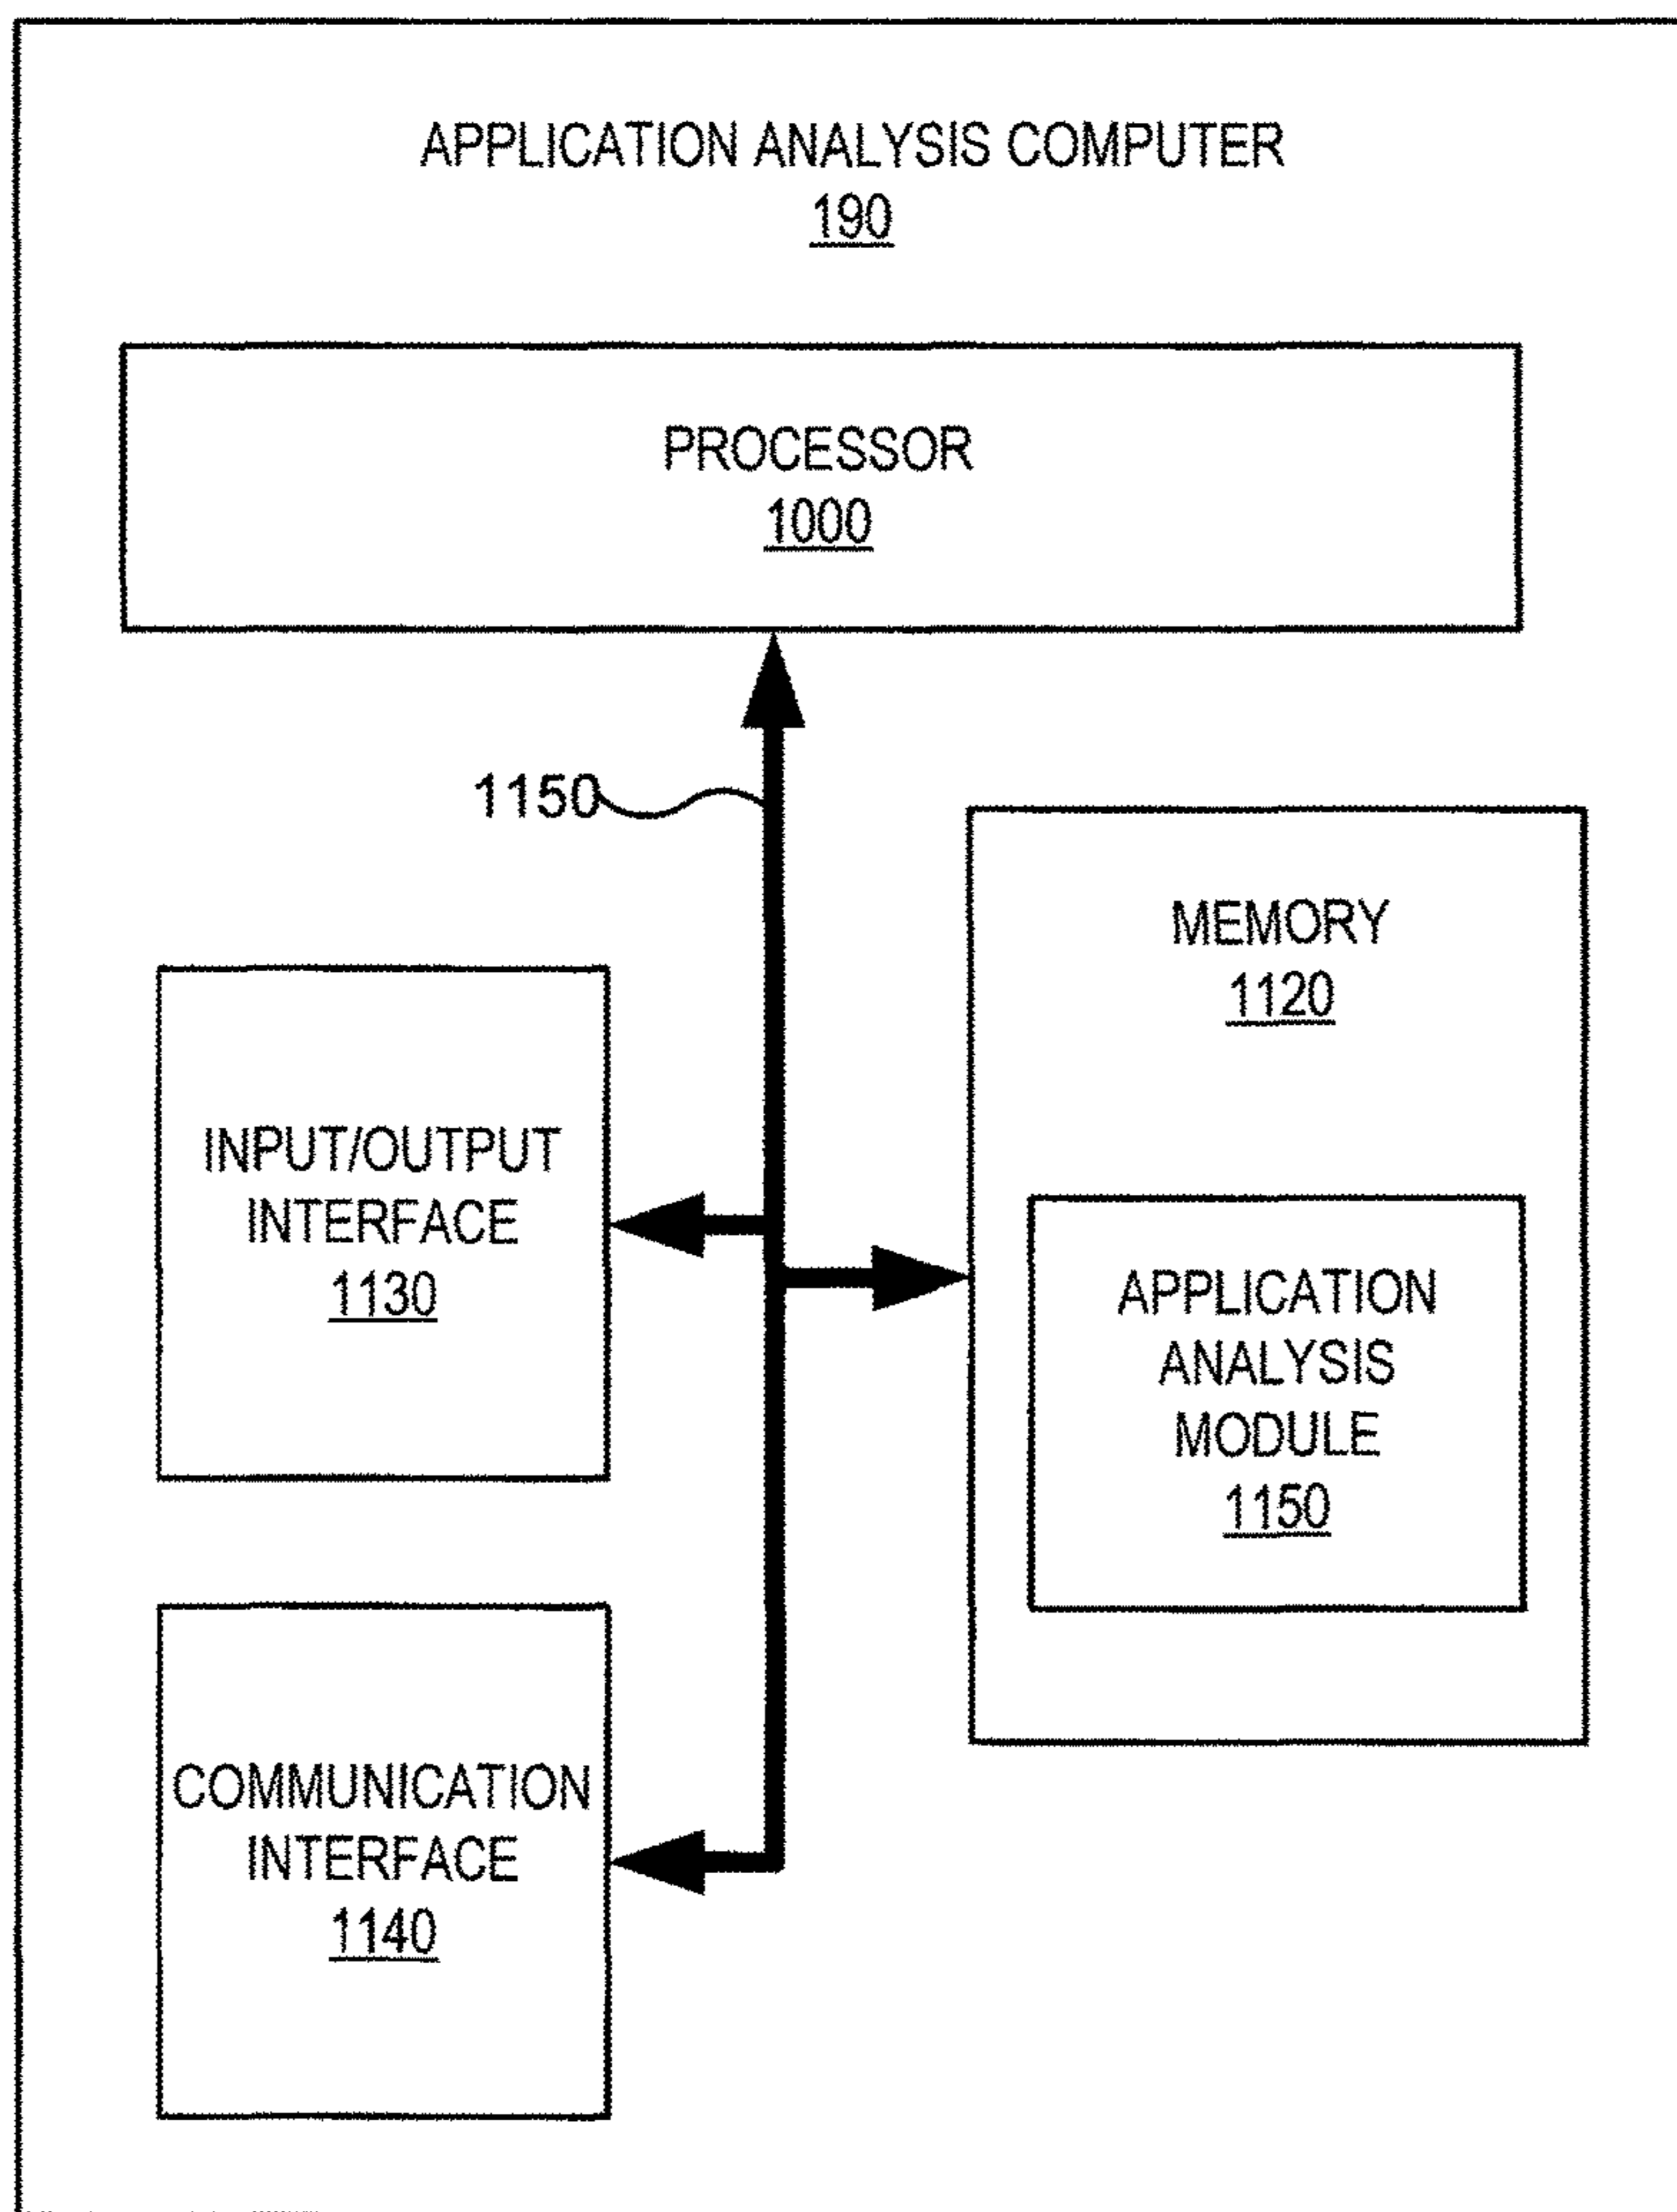 APPLICATION ANALYSIS COMPUTER
190
PROCESSOR
1000
1150
MEMORY
1120
INPUT/OUTPUT
INTERFACE
1130
APPLICATION
ANALYSIS
MODULE
1150
COMMUNICATION
INTERFACE
1140